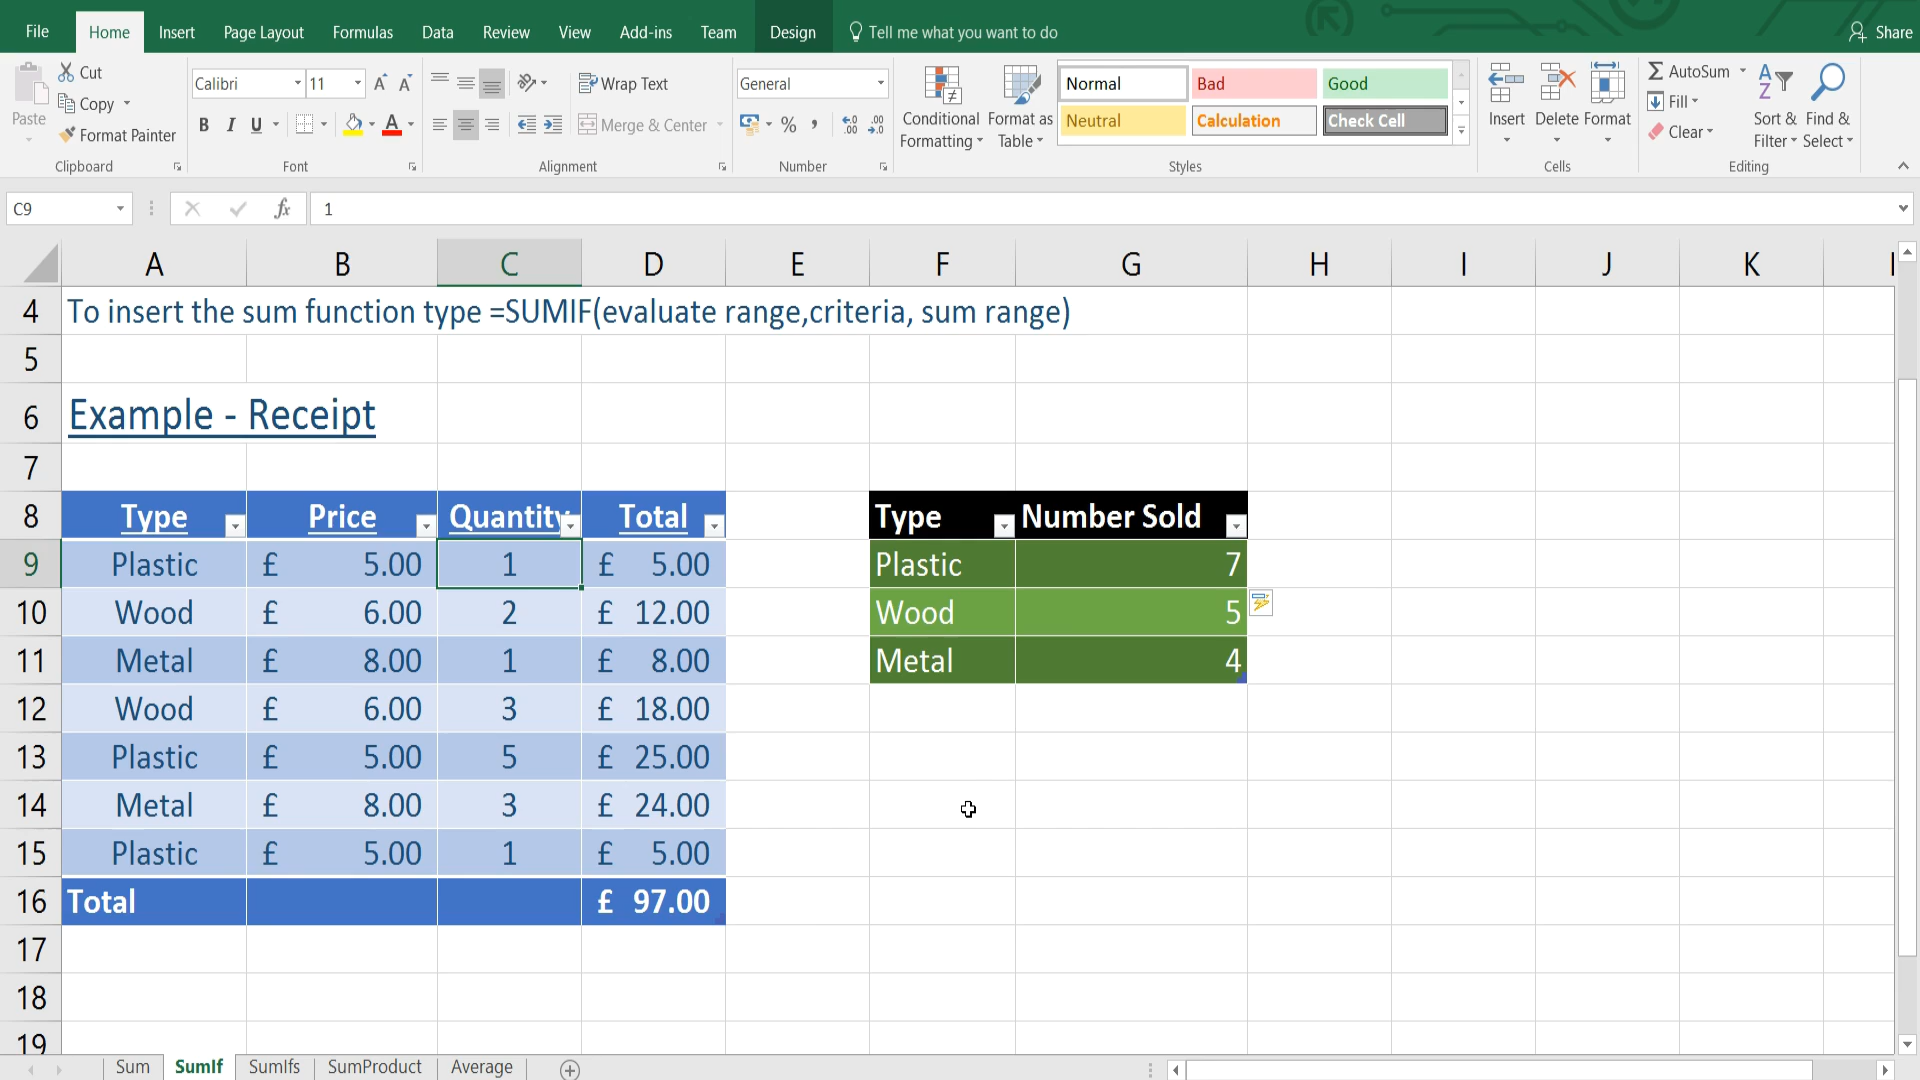 File Home Insert Page Layout Formulas Data Review View Add-ins Team Design Tell me what you want to do Share
Paste Cut Copy Format Painter
Calibri 11
B I U
Wrap Text
Merge & Center
General
%
Conditional Formatting Format as Table
Normal Bad Good
Neutral Calculation Check Cell
Insert Delete Format
AutoSum Fill Clear
Sort & Filter Find & Select
Clipboard Font Alignment Number Styles Cells Editing
C9 fx 1
A B C D E F G H I J K
4 To insert the sum function type =SUMIF(evaluate range,criteria, sum range)
5
6 Example - Receipt
7
8 Type Price Quantity Total Type Number Sold
9 Plastic £ 5.00 1 £ 5.00 Plastic 7
10 Wood £ 6.00 2 £ 12.00 Wood 5
11 Metal £ 8.00 1 £ 8.00 Metal 4
12 Wood £ 6.00 3 £ 18.00
13 Plastic £ 5.00 5 £ 25.00
14 Metal £ 8.00 3 £ 24.00
15 Plastic £ 5.00 1 £ 5.00
16 Total £ 97.00
17
18
19
Sum SumIf SumIfs SumProduct Average